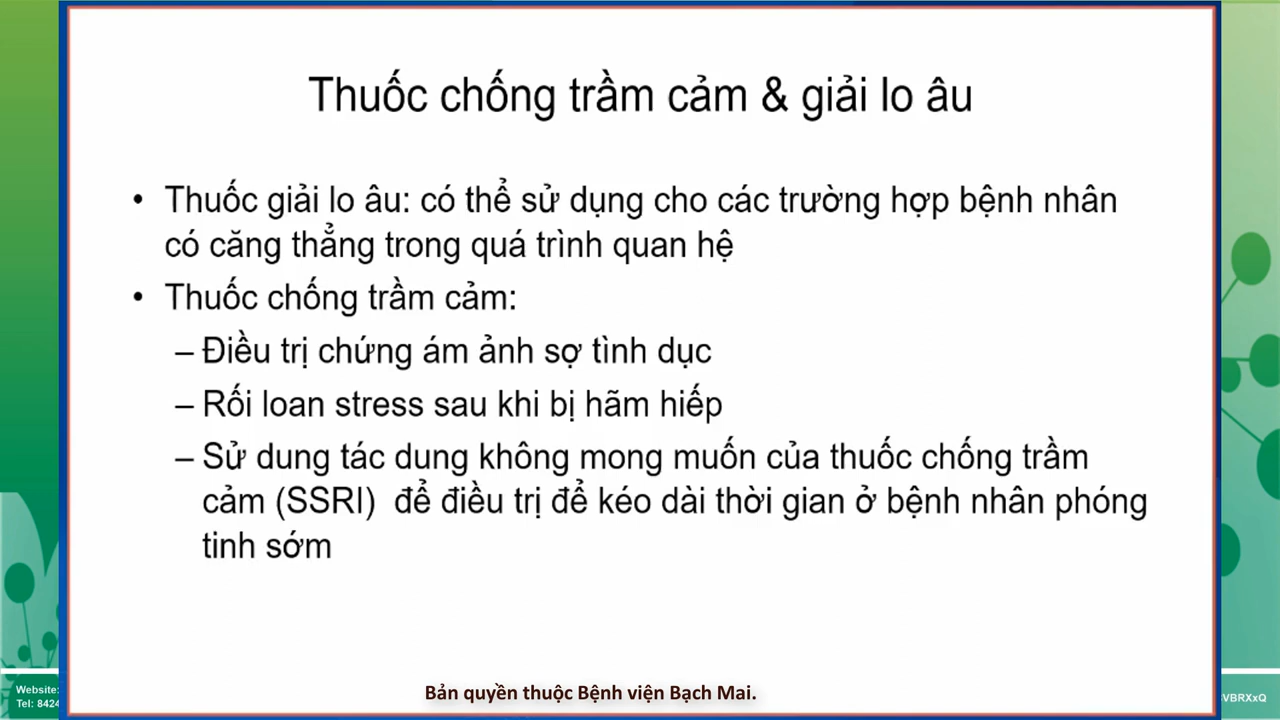 Thuốc chống trầm cảm & giải lo âu
• Thuốc giải lo âu: có thể sử dụng cho các trường hợp bệnh nhân
có căng thẳng trong quá trình quan hệ
• Thuốc chống trầm cảm:
– Điều trị chứng ám ảnh sợ tình dục
– Rối loan stress sau khi bị hãm hiếp
– Sử dung tác dung không mong muốn của thuốc chống trầm
cảm (SSRI) để điều trị để kéo dài thời gian ở bệnh nhân phóng
tinh sớm
Bản quyền thuộc Bệnh viện Bạch Mai.
Website:
Tel: 8424
VBRXxQ